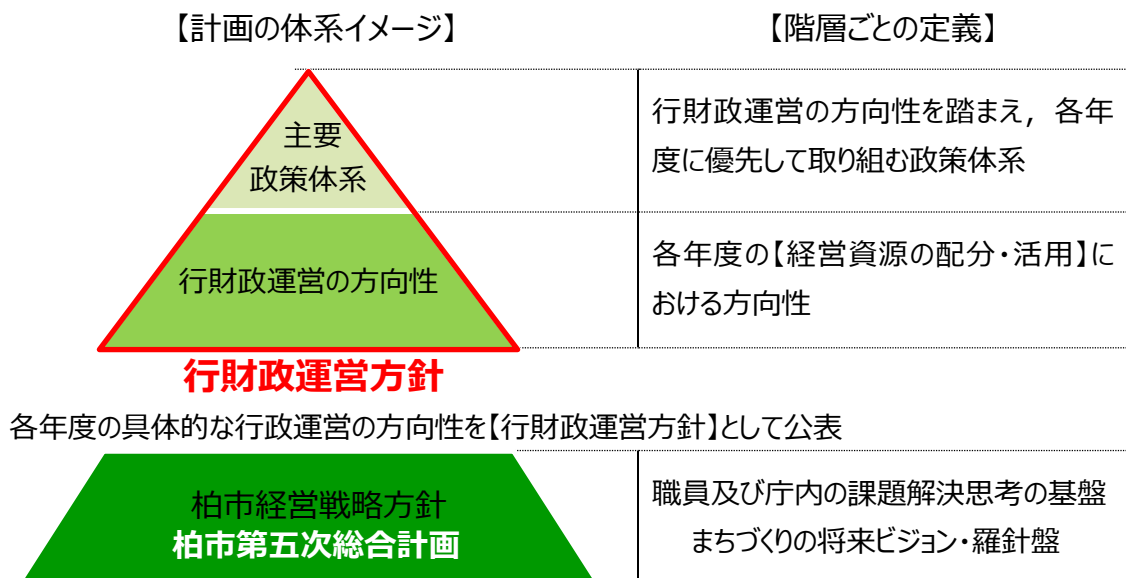 【計画の体系イメージ】
【階層ごとの定義】
主要
政策体系
行財政運営の方向性を踏まえ，各年
度に優先して取り組む政策体系
行財政運営の方向性
各年度の【経営資源の配分・活用】に
おける方向性
行財政運営方針
各年度の具体的な行政運営の方向性を【行財政運営方針】として公表
柏市経営戦略方針
柏市第五次総合計画
職員及び庁内の課題解決思考の基盤
まちづくりの将来ビジョン・羅針盤